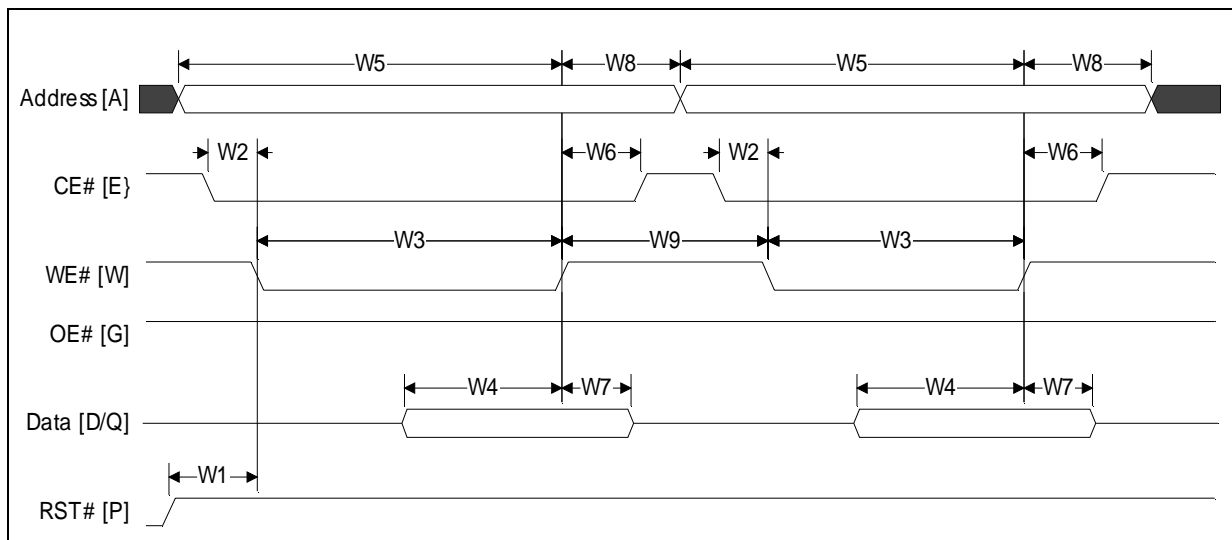 W5 W8 W5 W8
Address [A]
W2 W6 W2 W6
CE# [E}
W3 W9 W3
WE# [W]
OE# [G]
W4 W7 W4 W7
Data [D/Q]
W1
RST# [P]